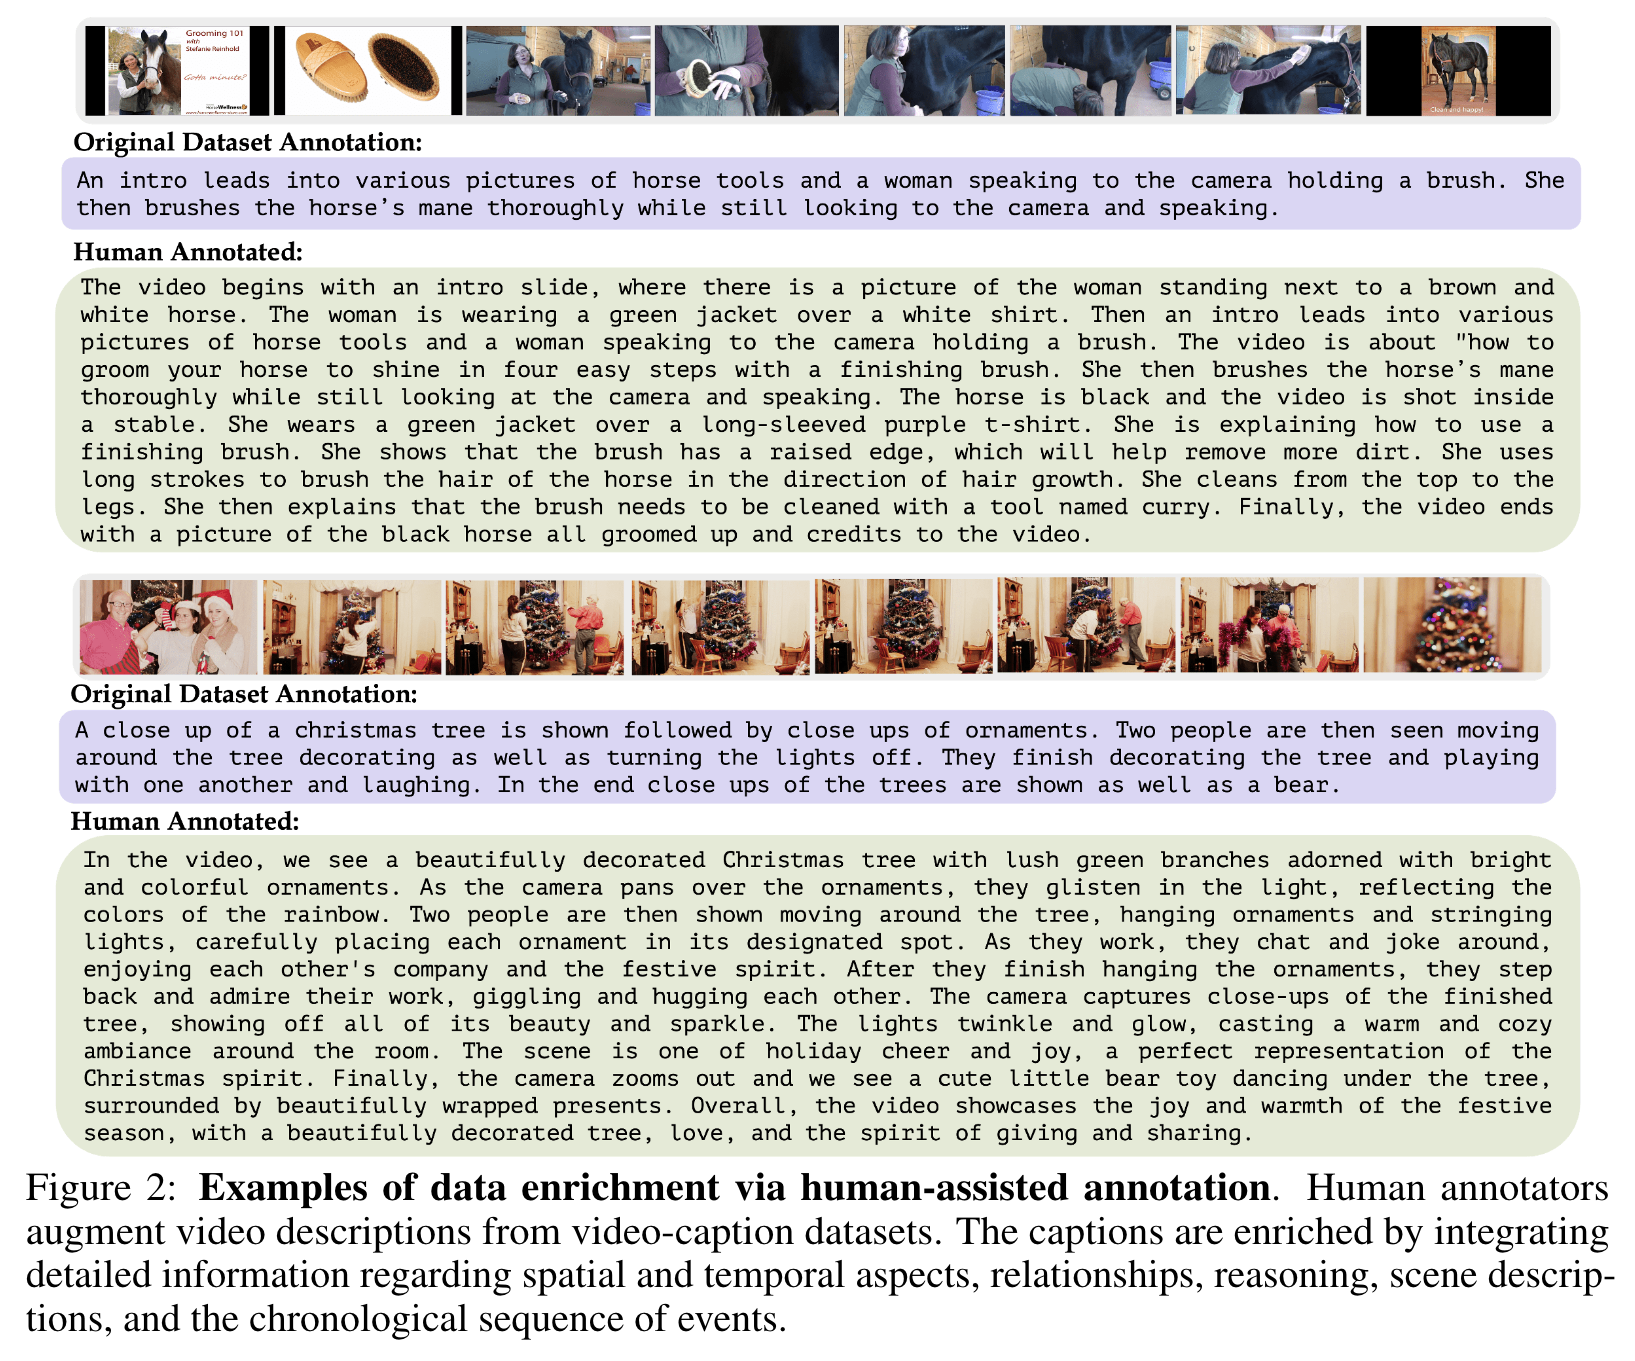 Grooming 101
with
Stefanie Reinhold
Gotta minute?
Clean and happy!
Original Dataset Annotation:
An intro leads into various pictures of horse tools and a woman speaking to the camera holding a brush. She
then brushes the horse’s mane thoroughly while still looking to the camera and speaking.
Human Annotated:
The video begins with an intro slide, where there is a picture of the woman standing next to a brown and
white horse. The woman is wearing a green jacket over a white shirt. Then an intro leads into various
pictures of horse tools and a woman speaking to the camera holding a brush. The video is about "how to
groom your horse to shine in four easy steps with a finishing brush. She then brushes the horse’s mane
thoroughly while still looking at the camera and speaking. The horse is black and the video is shot inside
a stable. She wears a green jacket over a long-sleeved purple t-shirt. She is explaining how to use a
finishing brush. She shows that the brush has a raised edge, which will help remove more dirt. She uses
long strokes to brush the hair of the horse in the direction of hair growth. She cleans from the top to the
legs. She then explains that the brush needs to be cleaned with a tool named curry. Finally, the video ends
with a picture of the black horse all groomed up and credits to the video.
Original Dataset Annotation:
A close up of a christmas tree is shown followed by close ups of ornaments. Two people are then seen moving
around the tree decorating as well as turning the lights off. They finish decorating the tree and playing
with one another and laughing. In the end close ups of the trees are shown as well as a bear.
Human Annotated:
In the video, we see a beautifully decorated Christmas tree with lush green branches adorned with bright
and colorful ornaments. As the camera pans over the ornaments, they glisten in the light, reflecting the
colors of the rainbow. Two people are then shown moving around the tree, hanging ornaments and stringing
lights, carefully placing each ornament in its designated spot. As they work, they chat and joke around,
enjoying each other's company and the festive spirit. After they finish hanging the ornaments, they step
back and admire their work, giggling and hugging each other. The camera captures close-ups of the finished
tree, showing off all of its beauty and sparkle. The lights twinkle and glow, casting a warm and cozy
ambiance around the room. The scene is one of holiday cheer and joy, a perfect representation of the
Christmas spirit. Finally, the camera zooms out and we see a cute little bear toy dancing under the tree,
surrounded by beautifully wrapped presents. Overall, the video showcases the joy and warmth of the festive
season, with a beautifully decorated tree, love, and the spirit of giving and sharing.
Figure 2: Examples of data enrichment via human-assisted annotation. Human annotators
augment video descriptions from video-caption datasets. The captions are enriched by integrating
detailed information regarding spatial and temporal aspects, relationships, reasoning, scene descrip-
tions, and the chronological sequence of events.